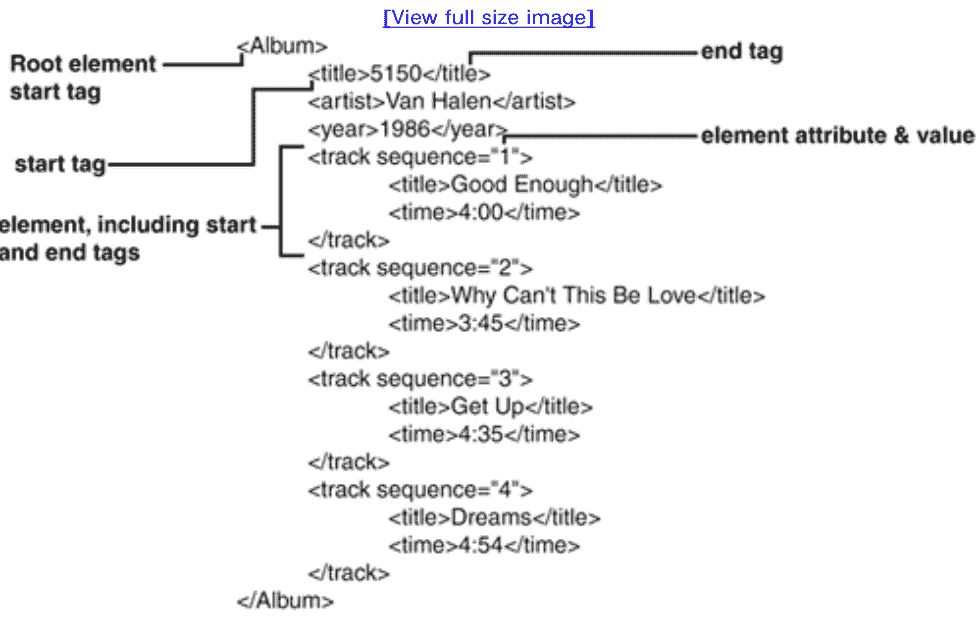 [View full size image]
<Album>
Root element
start tag
end tag
<title>5150</title>
<artist>Van Halen</artist>
<year>1986</year>
element attribute & value
start tag
<track sequence="1">
<title>Good Enough</title>
<time>4:00</time>
element, including start
and end tags
</track>
<track sequence="2">
<title>Why Can't This Be Love</title>
<time>3:45</time>
</track>
<track sequence="3">
<title>Get Up</title>
<time>4:35</time>
</track>
<track sequence="4">
<title>Dreams</title>
<time>4:54</time>
</track>
</Album>